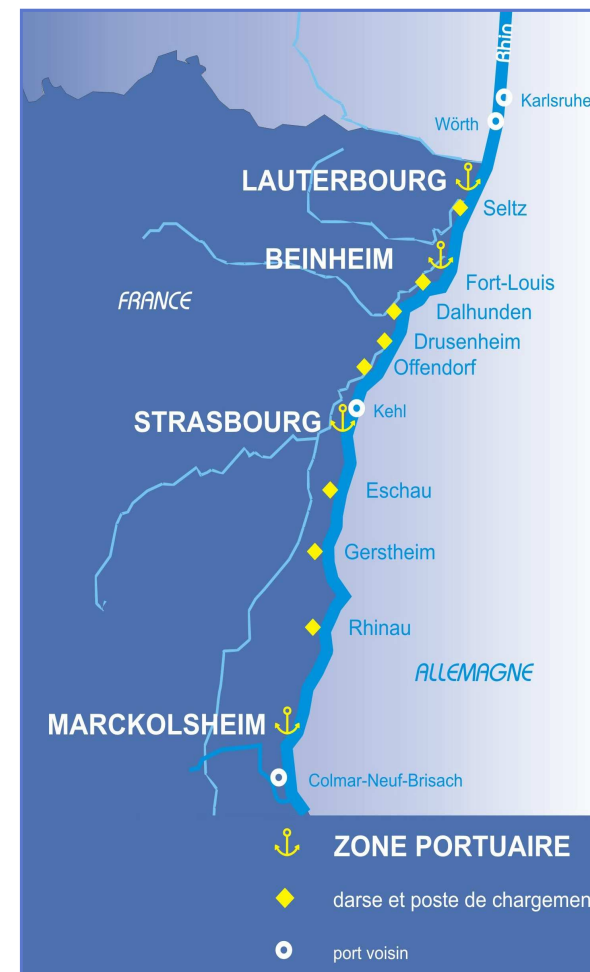 Rhin
Karlsruhe
Wörth
LAUTERBOURG
Seltz
BEINHEIM
Fort-Louis
FRANCE
Dalhunden
Drusenheim
Offendorf
STRASBOURG
Kehl
Eschau
Gerstheim
Rhinau
ALLEMAGNE
MARCKOLSHEIM
Colmar-Neuf-Brisach
ZONE PORTUAIRE
darse et poste de chargemen
port voisin